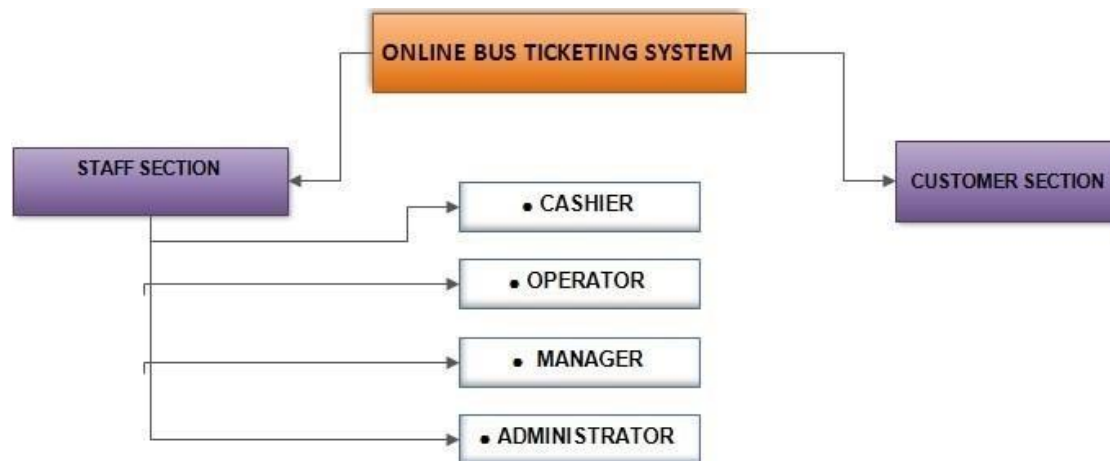 ONLINE BUS TICKETING SYSTEM
STAFF SECTION
CUSTOMER SECTION
• CASHIER
• OPERATOR
• MANAGER
• ADMINISTRATOR